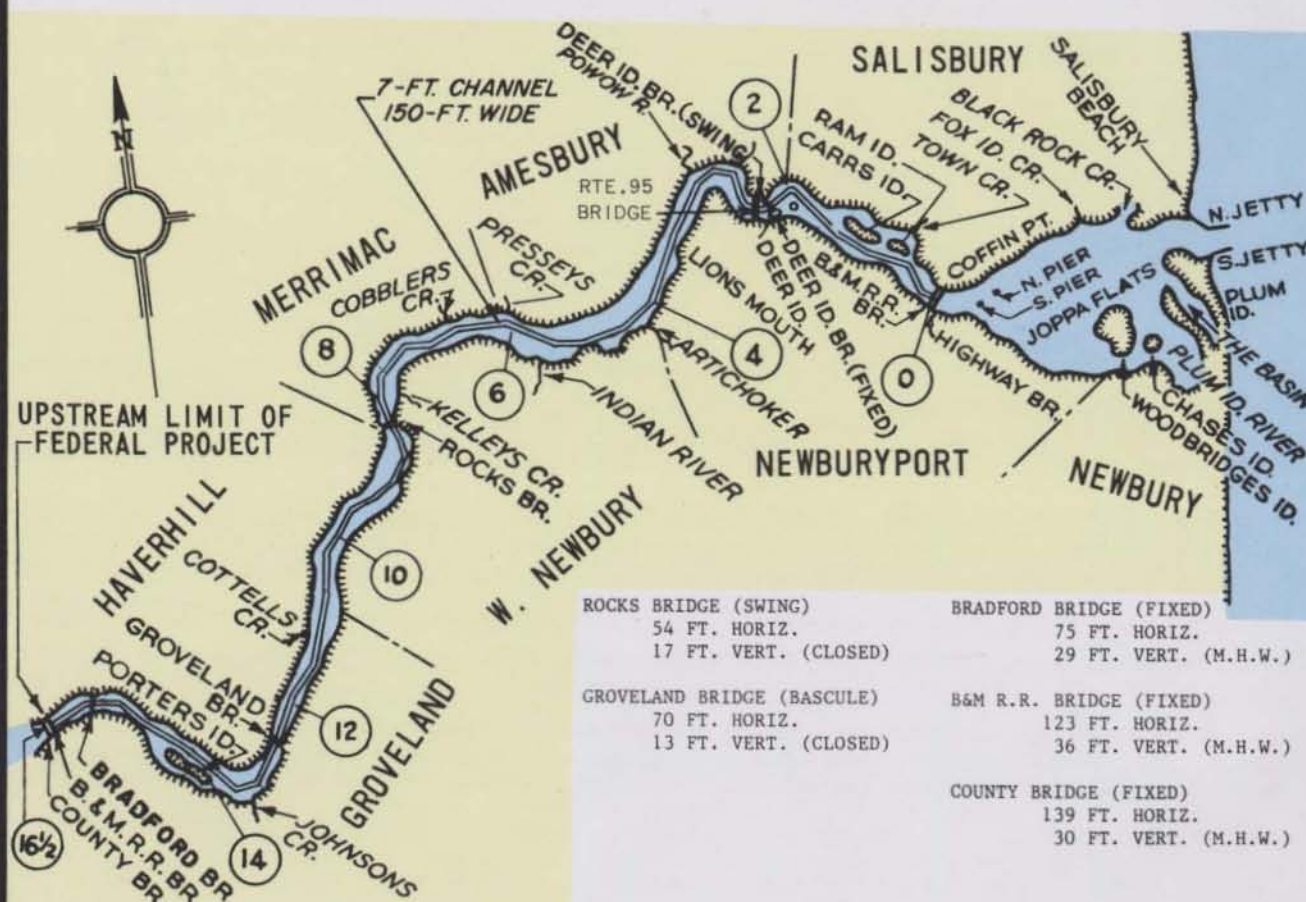 SALISBURY
DEER ID. BR. (SWING)
POWOW R.
7-FT. CHANNEL
150-FT. WIDE
2
SALISBURY
BEACH
BLACK ROCK CR.
FOX ID. CR.
TOWN CR.
RAM ID.
CARRS ID.
N
AMESBURY
RTE.95
BRIDGE
N. JETTY
S. JETTY
COFFIN PT.
N. PIER
S. PIER
JOPPA FLATS
PLUM
ID.
THE BASIN
PLUM ID. RIVER
CHASES ID.
WOODBRIDGES ID.
MERRIMAC
COBBLERS
CR.
PRESSEYS
CR.
LIONS MOUTH
DEER ID.
DEER ID. BR. (FIXED)
B.& M.R.R.
BR.
HIGHWAY BR.
0
4
6
8
ARTICHOKER
INDIAN RIVER
KELLEYS CR.
ROCKS BR.
NEWBURYPORT
NEWBURY
UPSTREAM LIMIT OF
FEDERAL PROJECT
W. NEWBURY
HAVERHILL
10
COTTELLS
CR.
GROVELAND
BR.
PORTERS ID.
12
GROVELAND
BRADFORD BR
B.& M.R.R. BR
COUNTY BR
16½
14
JOHNSONS
CR.
ROCKS BRIDGE (SWING)
54 FT. HORIZ.
17 FT. VERT. (CLOSED)
GROVELAND BRIDGE (BASCULE)
70 FT. HORIZ.
13 FT. VERT. (CLOSED)
BRADFORD BRIDGE (FIXED)
75 FT. HORIZ.
29 FT. VERT. (M.H.W.)
B&M R.R. BRIDGE (FIXED)
123 FT. HORIZ.
36 FT. VERT. (M.H.W.)
COUNTY BRIDGE (FIXED)
139 FT. HORIZ.
30 FT. VERT. (M.H.W.)